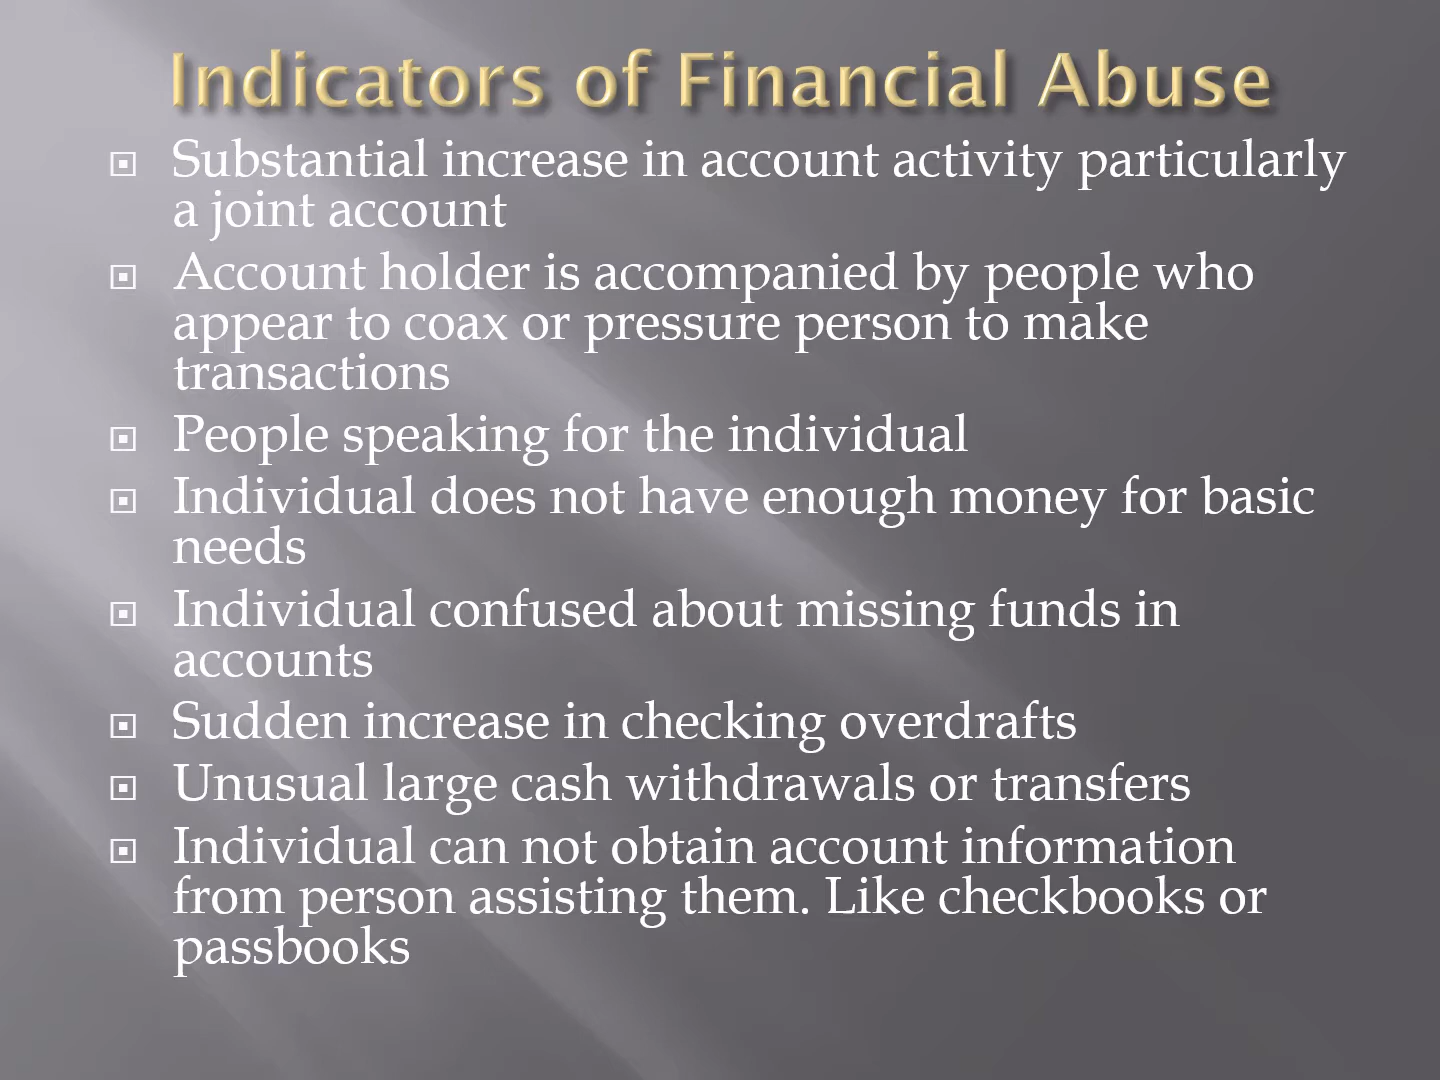 Indicators of Financial Abuse
Substantial increase in account activity particularly
a joint account
Account holder is accompanied by people who
appear to coax or pressure person to make
transactions
People speaking for the individual
Individual does not have enough money for basic
needs
Individual confused about missing funds in
accounts
Sudden increase in checking overdrafts
Unusual large cash withdrawals or transfers
Individual can not obtain account information
from person assisting them. Like checkbooks or
passbooks